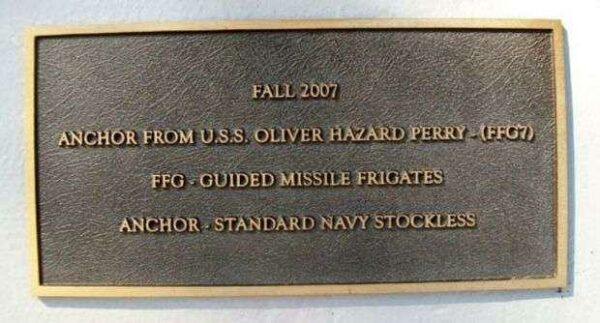 FALL 2007
ANCHOR FROM U.S.S. OLIVER HAZARD PERRY - (FFG7)
FFG - GUIDED MISSILE FRIGATES
ANCHOR - STANDARD NAVY STOCKLESS